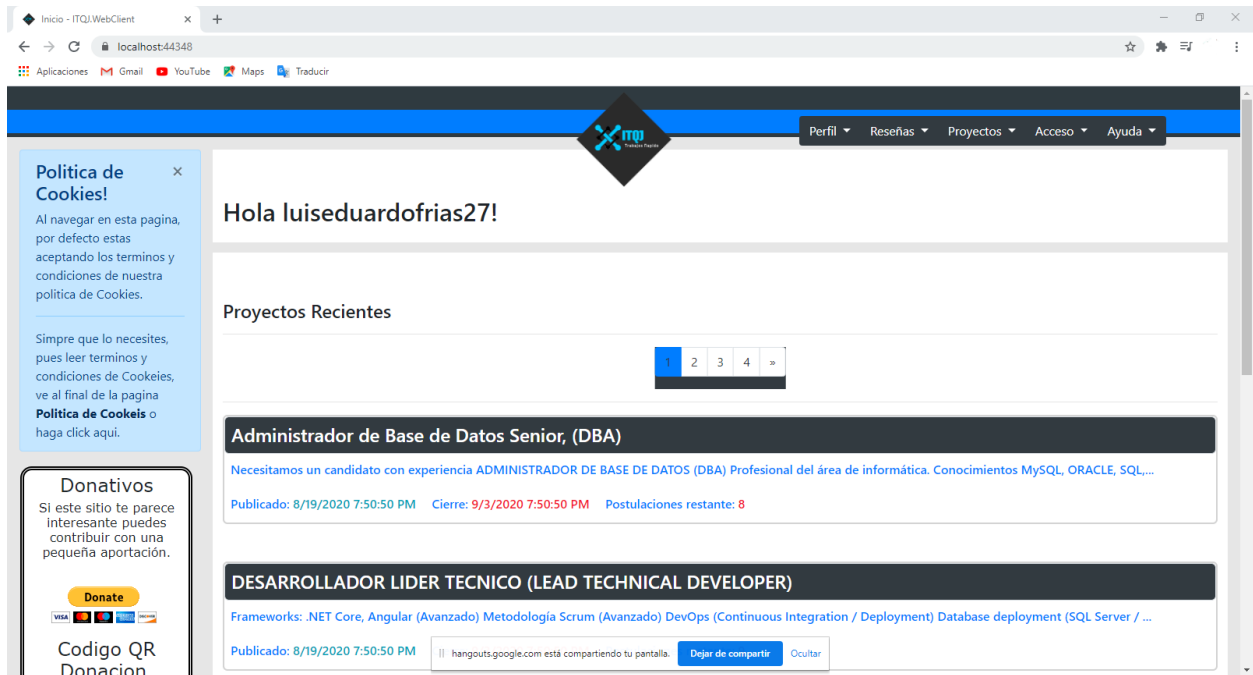 Inicio - ITQJ.WebClient
localhost:44348
Aplicaciones Gmail YouTube Maps Traducir
ITQJ
Perfil Reseñas Proyectos Acceso Ayuda
Politica de
Cookies!
Al navegar en esta pagina,
por defecto estas
aceptando los terminos y
condiciones de nuestra
politica de Cookies.
Simpre que lo necesites,
pues leer terminos y
condiciones de Cookeies,
ve al final de la pagina
Politica de Cookeis o
haga click aqui.
Donativos
Si este sitio te parece
interesante puedes
contribuir con una
pequeña aportación.
Donate
VISA
Codigo QR
Donacion
Hola luiseduardofrias27!
Proyectos Recientes
1 2 3 4 »
Administrador de Base de Datos Senior, (DBA)
Necesitamos un candidato con experiencia ADMINISTRADOR DE BASE DE DATOS (DBA) Profesional del área de informática. Conocimientos MySQL, ORACLE, SQL,...
Publicado: 8/19/2020 7:50:50 PM Cierre: 9/3/2020 7:50:50 PM Postulaciones restante: 8
DESARROLLADOR LIDER TECNICO (LEAD TECHNICAL DEVELOPER)
Frameworks: .NET Core, Angular (Avanzado) Metodología Scrum (Avanzado) DevOps (Continuous Integration / Deployment) Database deployment (SQL Server / ...
Publicado: 8/19/2020 7:50:50 PM
hangouts.google.com está compartiendo tu pantalla. Dejar de compartir Ocultar